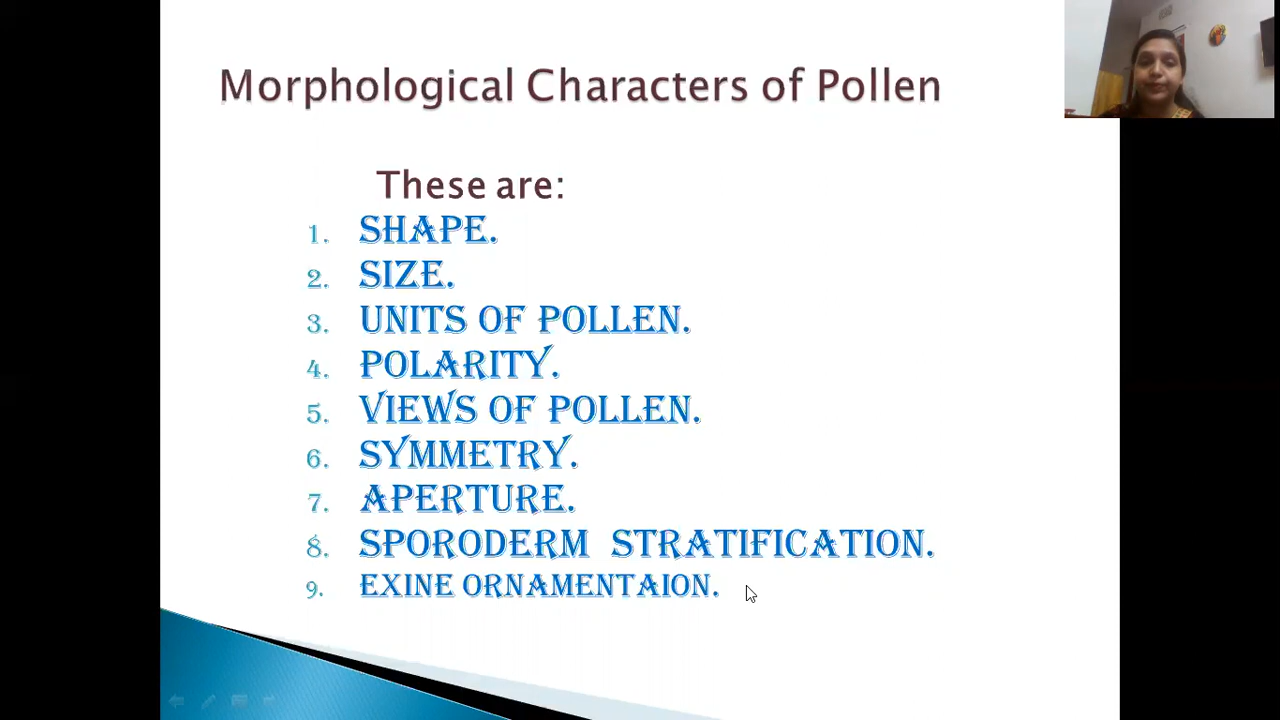 Morphological Characters of Pollen
These are:
1. SHAPE.
2. SIZE.
3. UNITS OF POLLEN.
4. POLARITY.
5. VIEWS OF POLLEN.
6. SYMMETRY.
7. APERTURE.
8. SPORODERM STRATIFICATION.
9. EXINE ORNAMENTAION.